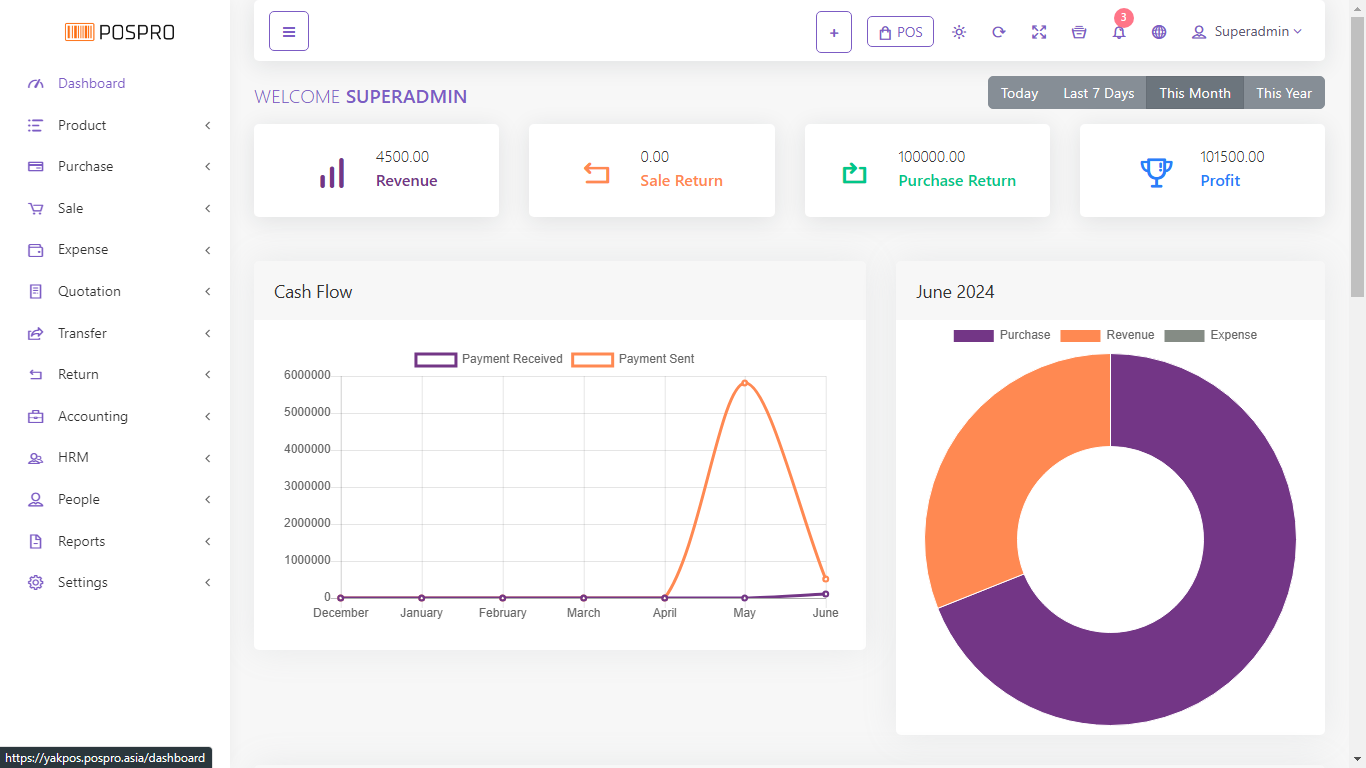 POSPRO
Dashboard
Product
Purchase
Sale
Expense
Quotation
Transfer
Return
Accounting
HRM
People
Reports
Settings
https://yakpos.pospro.asia/dashboard
+
POS
3
Superadmin
WELCOME SUPERADMIN
Today Last 7 Days This Month This Year
4500.00
Revenue
0.00
Sale Return
100000.00
Purchase Return
101500.00
Profit
Cash Flow
Payment Received Payment Sent
6000000
5000000
4000000
3000000
2000000
1000000
0
December January February March April May June
June 2024
Purchase Revenue Expense